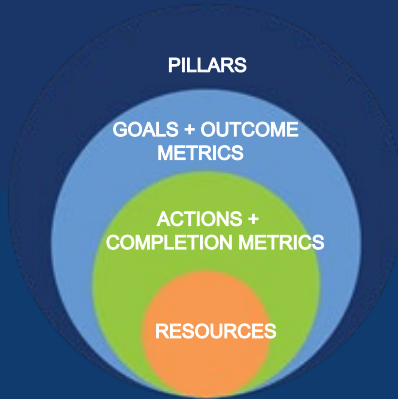 PILLARS
GOALS + OUTCOME
METRICS
ACTIONS +
COMPLETION METRICS
RESOURCES